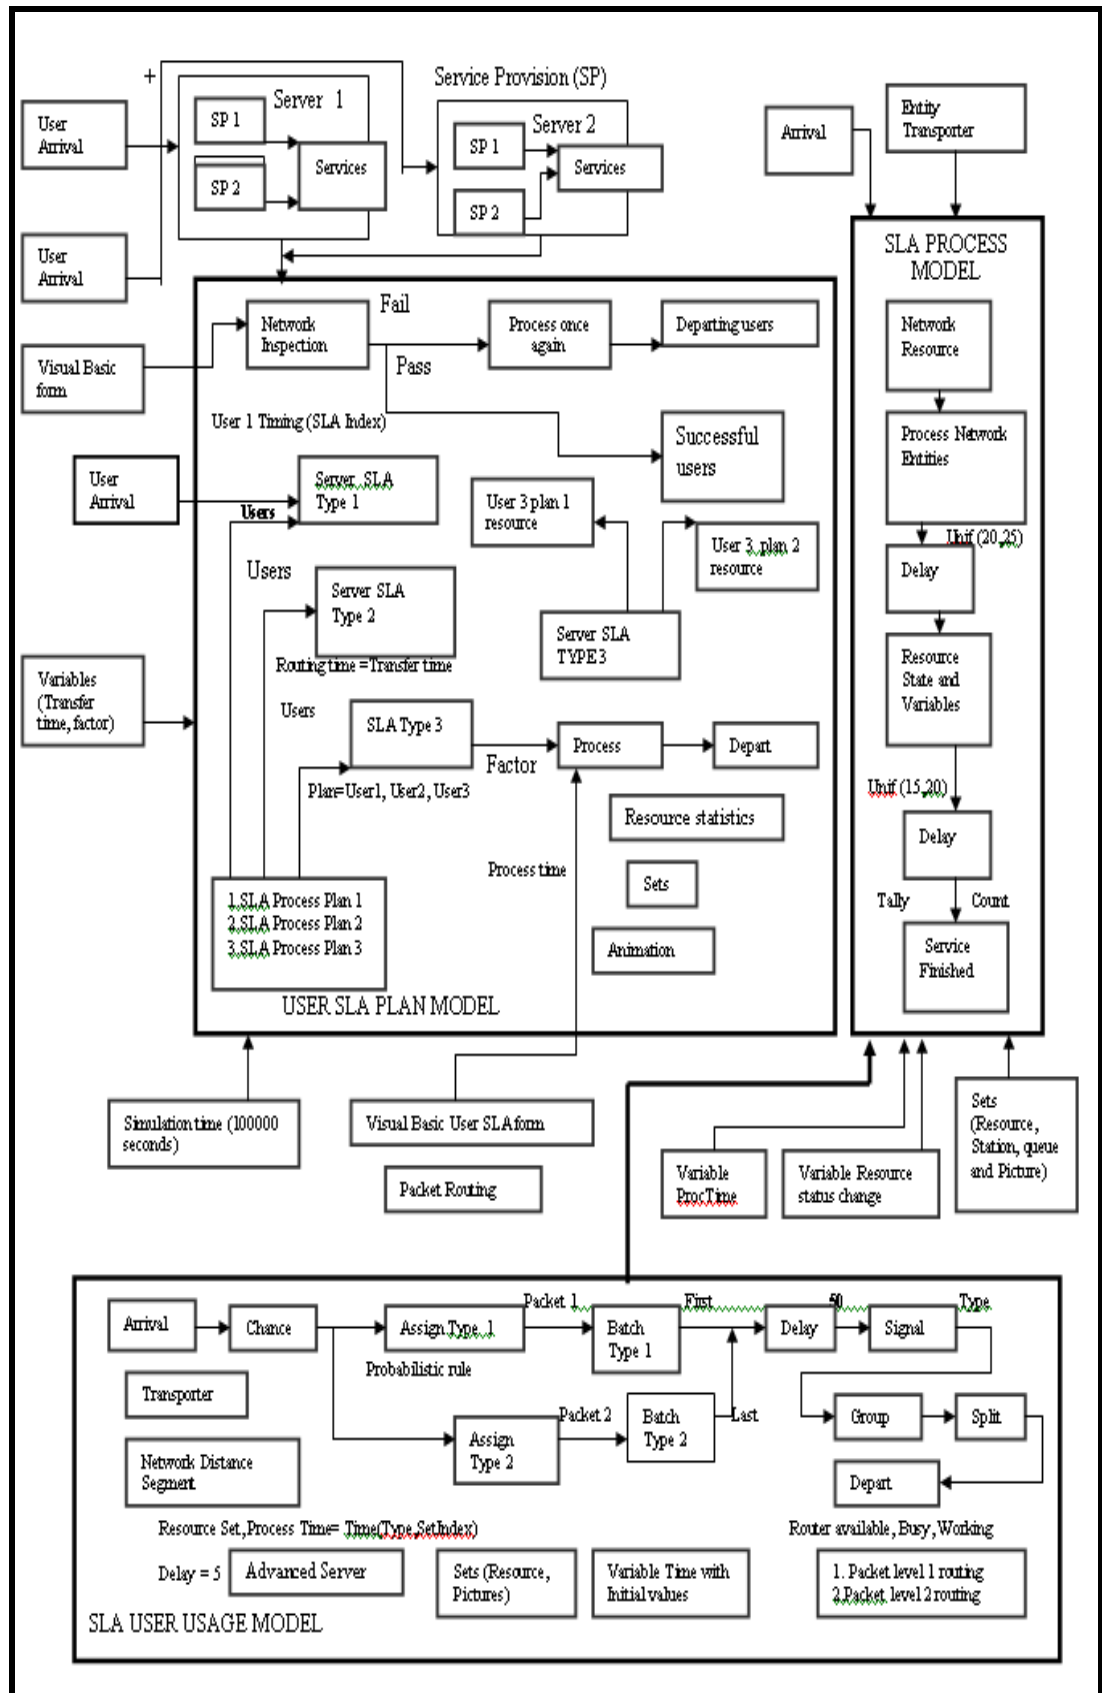 +
Service Provision (SP)
User
Arrival
SP 1
Server 1
Services
SP 2
SP 1
Server 2
Services
SP 2
Arrival
Entity
Transporter
User
Arrival
SLA PROCESS
MODEL
Network
Resource
Process Network
Entities
Unif (20,25)
Delay
Resource
State and
Variables
Unif (15,20)
Delay
Tally
Count
Service
Finished
Visual Basic
form
Network
Inspection
Fail
Pass
Process once
again
Departing users
User 1 Timing (SLA Index)
Successful
users
User
Arrival
Server SLA
Type 1
Users
User 3 plan 1
resource
User 3 plan 2
resource
Users
Server SLA
Type 2
Server SLA
TYPE 3
Routing time =Transfer time
Variables
(Transfer
time, factor)
Users
SLA Type 3
Factor
Process
Depart
Plan=User1, User2, User3
Resource statistics
Process time
Sets
Animation
1.SLA Process Plan 1
2.SLA Process Plan 2
3.SLA Process Plan 3
USER SLA PLAN MODEL
Simulation time (100000
seconds)
Visual Basic User SLA form
Packet Routing
Variable
ProcTime
Variable Resource
status change
Sets
(Resource,
Station, queue
and Picture)
Packet 1
First
50
Type
Arrival
Chance
Assign Type 1
Batch
Type 1
Delay
Signal
Probabilistic rule
Transporter
Packet 2
Batch
Type 2
Last
Group
Split
Assign
Type 2
Network Distance
Segment
Depart
Resource Set,Process Time= Time(Type,SetIndex)
Router available, Busy, Working
Delay = 5
Advanced Server
Sets (Resource,
Pictures)
Variable Time with
Initial values
1. Packet level 1 routing
2.Packet level 2 routing
SLA USER USAGE MODEL